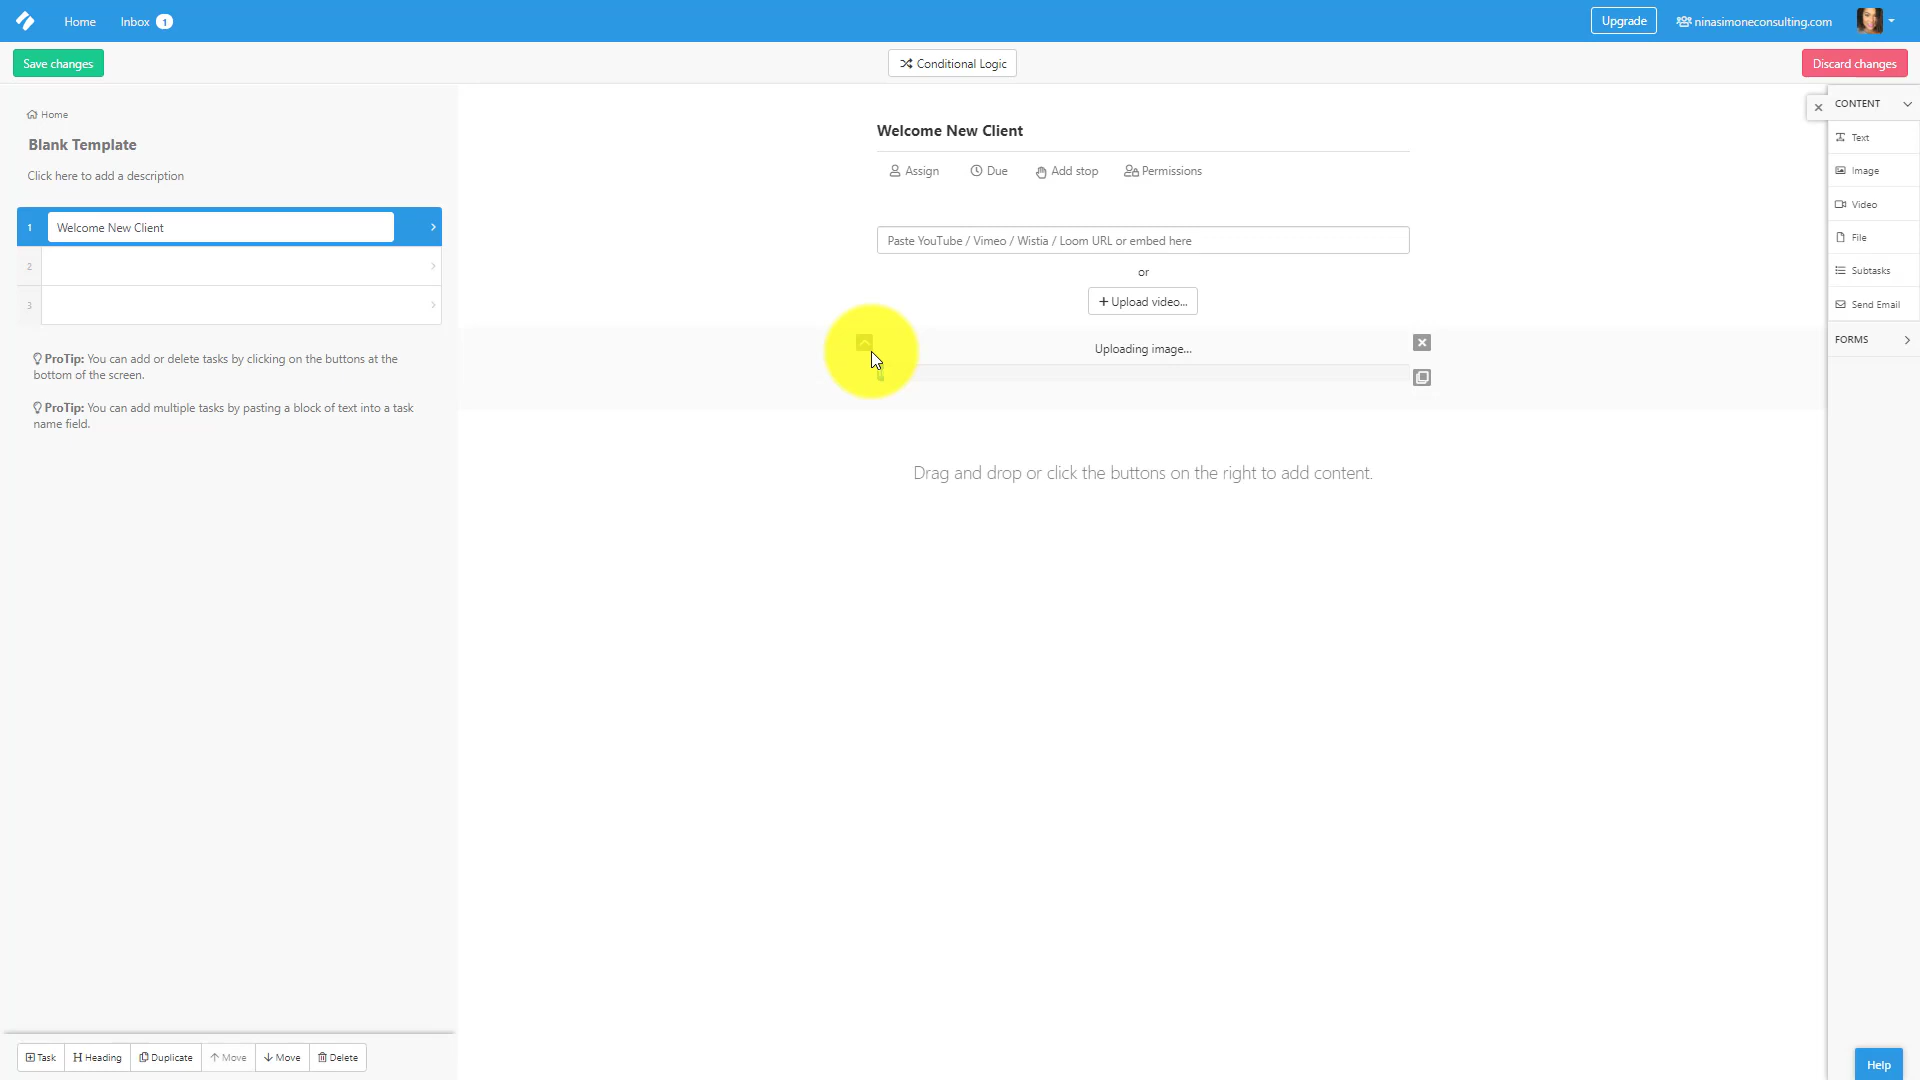 Home
Inbox 1
Upgrade
ninasimoneconsulting.com
Save changes
Conditional Logic
Discard changes
Home
Blank Template
Click here to add a description
1 Welcome New Client
2
3
ProTip: You can add or delete tasks by clicking on the buttons at the
bottom of the screen.
ProTip: You can add multiple tasks by pasting a block of text into a task
name field.
Welcome New Client
Assign
Due
Add stop
Permissions
Paste YouTube / Vimeo / Wistia / Loom URL or embed here
or
+ Upload video...
Uploading image...
Drag and drop or click the buttons on the right to add content.
CONTENT
Text
Image
Video
File
Subtasks
Send Email
FORMS
Task
H Heading
Duplicate
Move
Move
Delete
Help